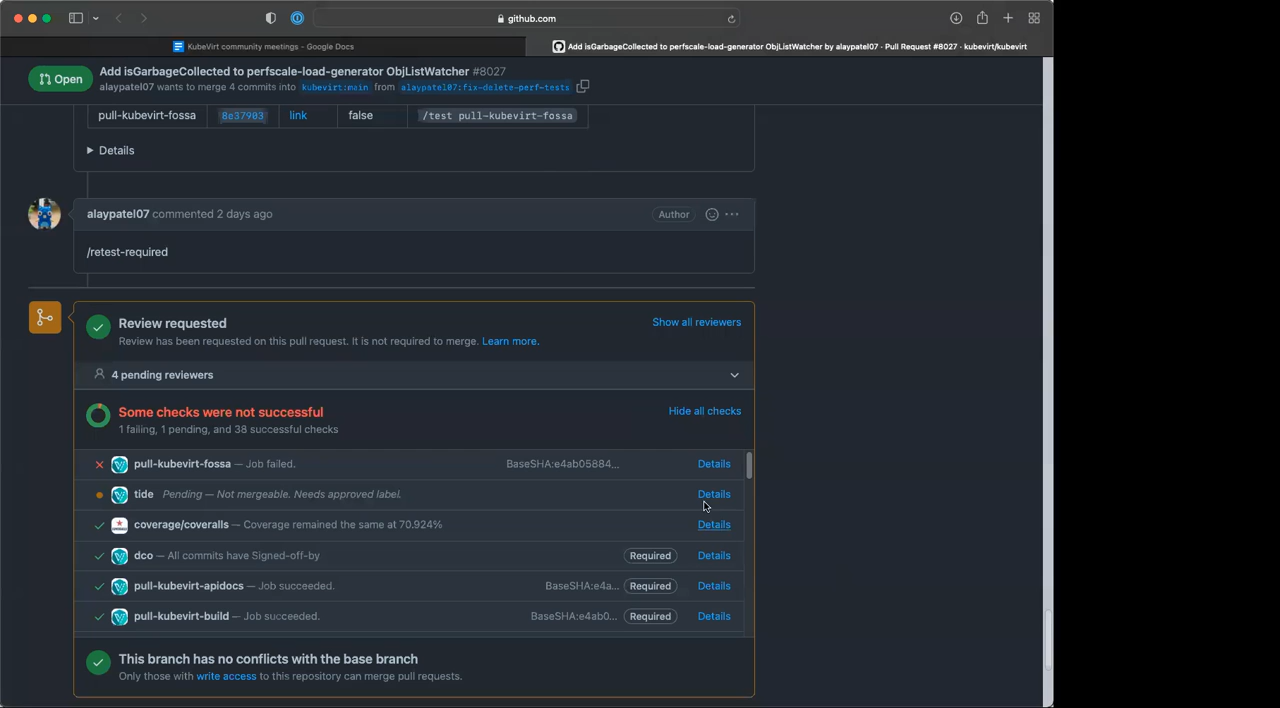 github.com
KubeVirt community meetings - Google Docs
Add isGarbageCollected to perfscale-load-generator ObjListWatcher by alaypatel07 · Pull Request #8027 · kubevirt/kubevirt
Open
Add isGarbageCollected to perfscale-load-generator ObjListWatcher #8027
alaypatel07 wants to merge 4 commits into kubevirt:main from alaypatel07:fix-delete-perf-tests
pull-kubevirt-fossa 8e37903 link false /test pull-kubevirt-fossa
Details
alaypatel07 commented 2 days ago Author
/retest-required
Review requested Show all reviewers
Review has been requested on this pull request. It is not required to merge. Learn more.
4 pending reviewers
Some checks were not successful Hide all checks
1 failing, 1 pending, and 38 successful checks
pull-kubevirt-fossa — Job failed. BaseSHA:e4ab05884... Details
tide Pending — Not mergeable. Needs approved label. Details
coverage/coveralls — Coverage remained the same at 70.924% Details
dco — All commits have Signed-off-by Required Details
pull-kubevirt-apidocs — Job succeeded. BaseSHA:e4a... Required Details
pull-kubevirt-build — Job succeeded. BaseSHA:e4ab0... Required Details
This branch has no conflicts with the base branch
Only those with write access to this repository can merge pull requests.